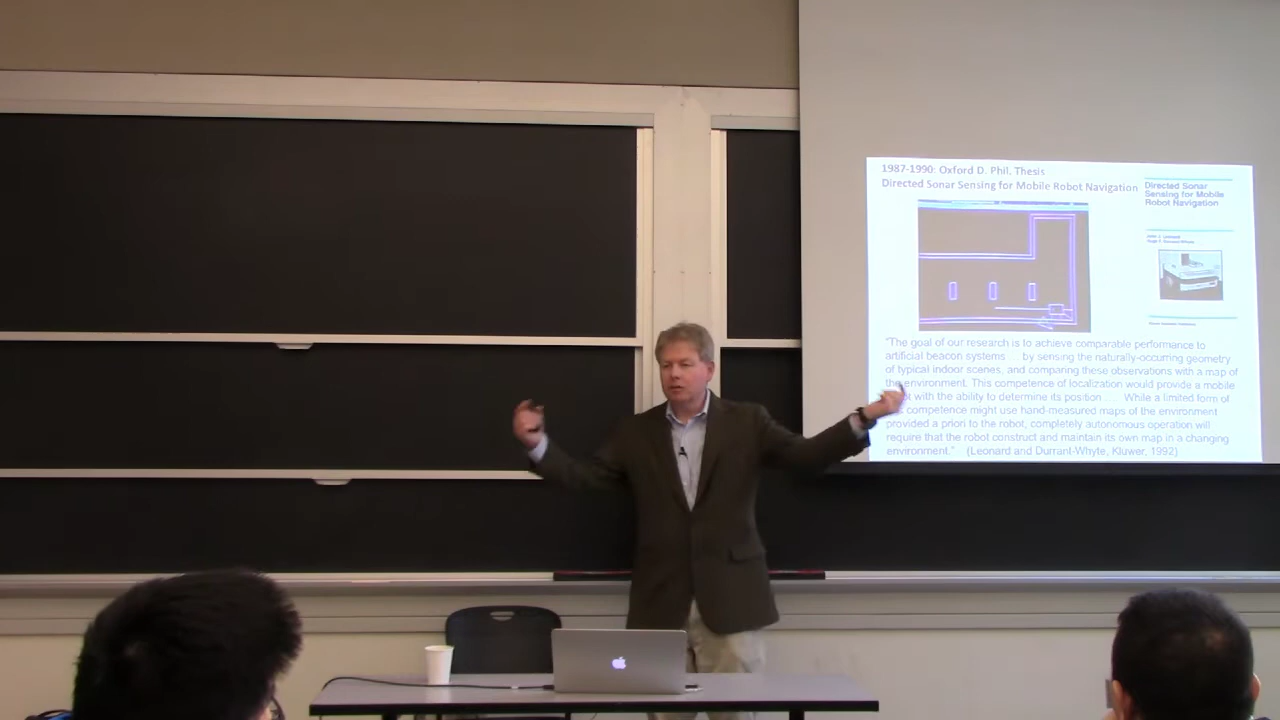 1987-1990: Oxford D. Phil. Thesis
Directed Sonar Sensing for Mobile Robot Navigation
Directed Sonar
Sensing for Mobile
Robot Navigation
"The goal of our research is to achieve comparable performance to
artificial beacon systems ... by sensing the naturally-occurring geometry
of typical indoor scenes, and comparing these observations with a map of
the environment. This competence of localization would provide a mobile
with the ability to determine its position .... While a limited form of
competence might use hand-measured maps of the environment
provided a priori to the robot, completely autonomous operation will
require that the robot construct and maintain its own map in a changing
environment." (Leonard and Durrant-Whyte, Kluwer, 1992)